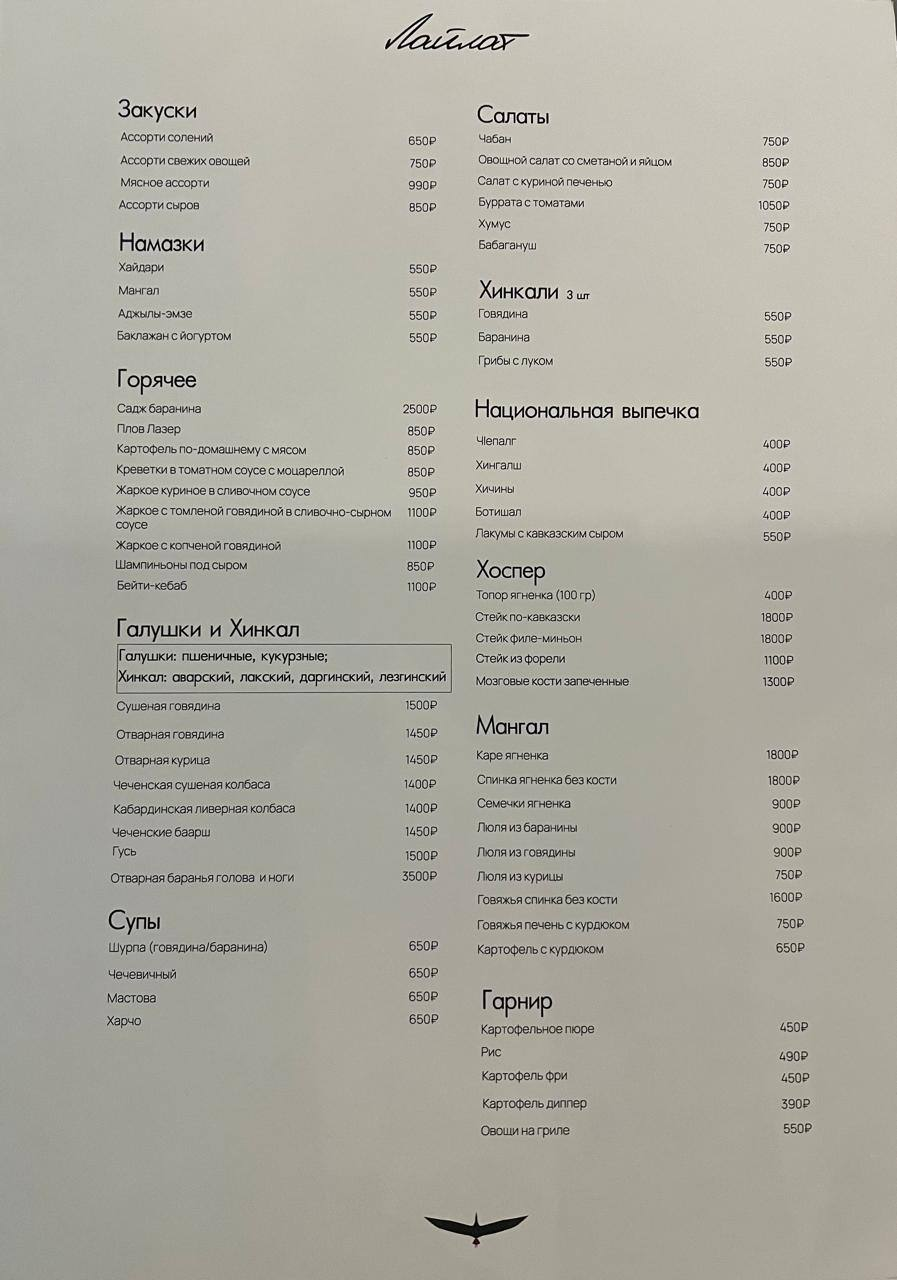 Лайлат
Закуски
Ассорти солений 650₽
Ассорти свежих овощей 750₽
Мясное ассорти 990₽
Ассорти сыров 850₽
Намазки
Хайдари 550₽
Мангал 550₽
Аджылы-эмзе 550₽
Баклажан с йогуртом 550₽
Горячее
Садж баранина 2500₽
Плов Лазер 850₽
Картофель по-домашнему с мясом 850₽
Креветки в томатном соусе с моцареллой 850₽
Жаркое куриное в сливочном соусе 950₽
Жаркое с томленой говядиной в сливочно-сырном 1100₽
соусе
Жаркое с копченой говядиной 1100₽
Шампиньоны под сыром 850₽
Бейти-кебаб 1100₽
Галушки и Хинкал
Галушки: пшеничные, кукурзные;
Хинкал: аварский, лакский, даргинский, лезгинский
Сушеная говядина 1500₽
Отварная говядина 1450₽
Отварная курица 1450₽
Чеченская сушеная колбаса 1400₽
Кабардинская ливерная колбаса 1400₽
Чеченские баарш 1450₽
Гусь 1500₽
Отварная баранья голова и ноги 3500₽
Супы
Шурпа (говядина/баранина) 650₽
Чечевичный 650₽
Мастова 650₽
Харчо 650₽
Салаты
Чабан 750₽
Овощной салат со сметаной и яйцом 850₽
Салат с куриной печенью 750₽
Буррата с томатами 1050₽
Хумус 750₽
Бабагануш 750₽
Хинкали 3 шт
Говядина 550₽
Баранина 550₽
Грибы с луком 550₽
Национальная выпечка
ЧIепалг 400₽
Хингалш 400₽
Хичины 400₽
Ботишал 400₽
Лакумы с кавказским сыром 550₽
Хоспер
Топор ягненка (100 гр) 400₽
Стейк по-кавказски 1800₽
Стейк филе-миньон 1800₽
Стейк из форели 1100₽
Мозговые кости запеченные 1300₽
Мангал
Каре ягненка 1800₽
Спинка ягненка без кости 1800₽
Семечки ягненка 900₽
Люля из баранины 900₽
Люля из говядины 900₽
Люля из курицы 750₽
Говяжья спинка без кости 1600₽
Говяжья печень с курдюком 750₽
Картофель с курдюком 650₽
Гарнир
Картофельное пюре 450₽
Рис 490₽
Картофель фри 450₽
Картофель диппер 390₽
Овощи на гриле 550₽